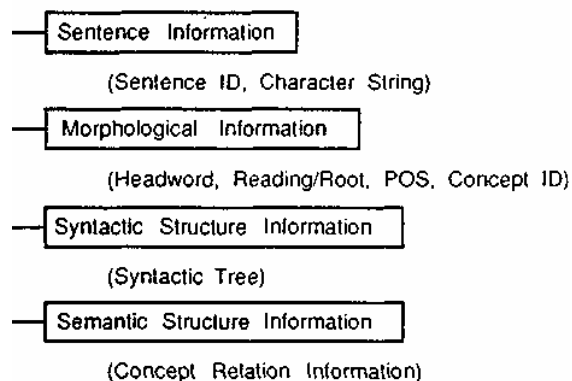 Sentence Information
(Sentence ID, Character String)
Morphological Information
(Headword, Reading/Root, POS, Concept ID)
Syntactic Structure Information
(Syntactic Tree)
Semantic Structure Information
(Concept Relation Information)